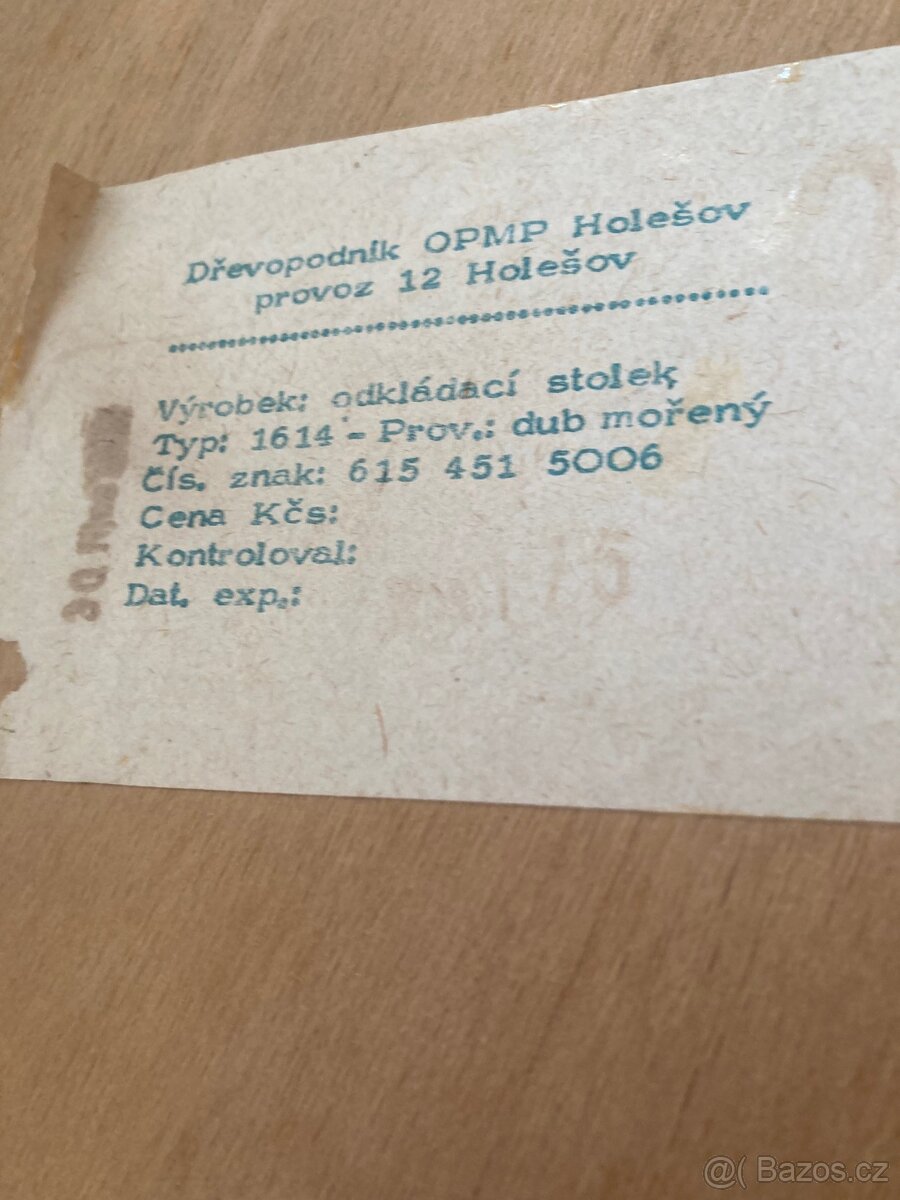 Dřevopodnik OPMP Holešov
provoz 12 Holešov
Výrobek: odkládací stolek
Typ: 1614 - Prov.: dub mořený
Čís. znak: 615 451 5006
Cena Kčs:
Kontroloval:
Dat. exp.:
75
@( Bazos.cz